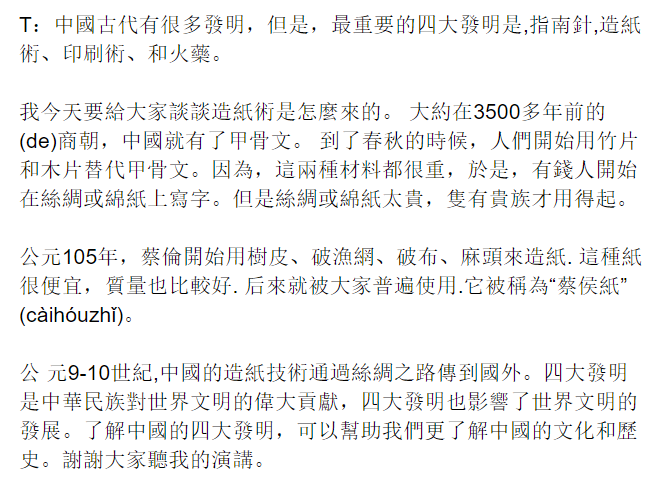 T：中國古代有很多發明，但是，最重要的四大發明是,指南針,造紙
術、印刷術、和火藥。
我今天要給大家談談造紙術是怎麼來的。 大約在3500多年前的
(de)商朝，中國就有了甲骨文。 到了春秋的時候，人們開始用竹片
和木片替代甲骨文。因為，這兩種材料都很重，於是，有錢人開始
在絲綢或綿紙上寫字。但是絲綢或綿紙太貴，隻有貴族才用得起。
公元105年，蔡倫開始用樹皮、破漁網、破布、麻頭來造紙. 這種紙
很便宜，質量也比較好. 后來就被大家普遍使用.它被稱為“蔡侯紙”
(càihóuzhǐ)。
公 元9-10世紀,中國的造紙技術通過絲綢之路傳到國外。四大發明
是中華民族對世界文明的偉大貢獻，四大發明也影響了世界文明的
發展。了解中國的四大發明，可以幫助我們更了解中國的文化和歷
史。謝謝大家聽我的演講。